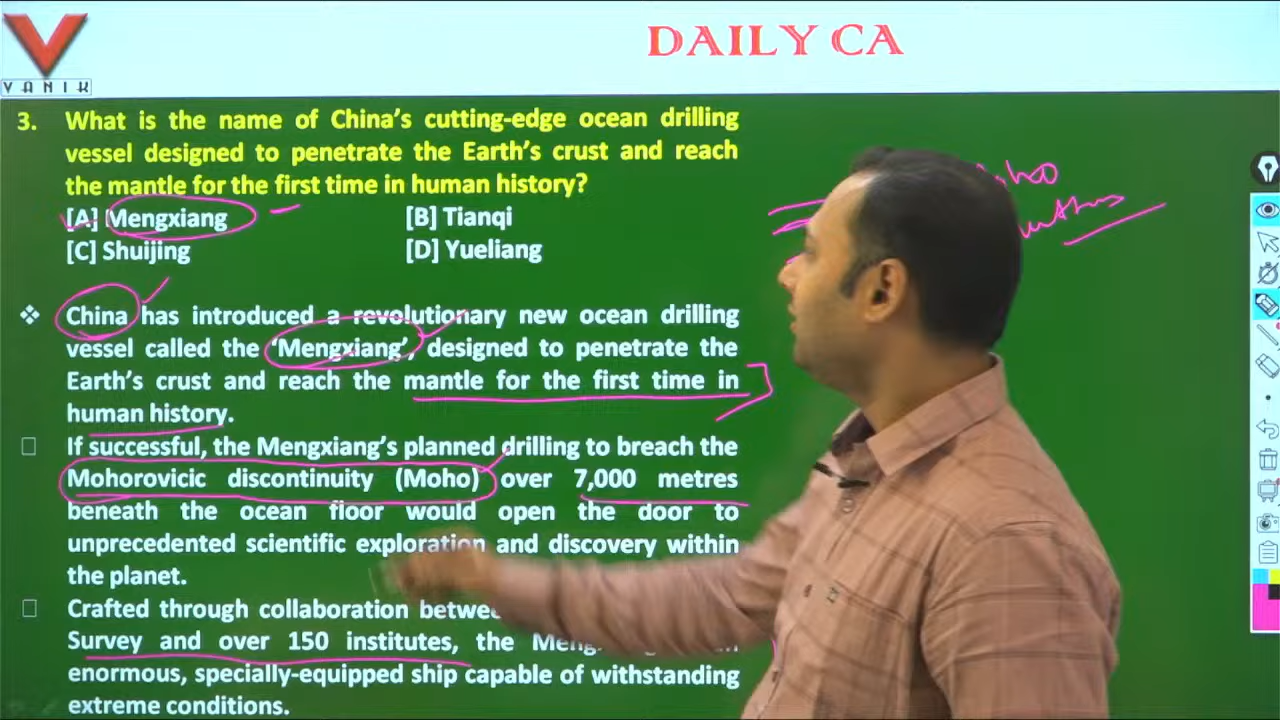 VANIK
DAILY CA
3. What is the name of China's cutting-edge ocean drilling
vessel designed to penetrate the Earth's crust and reach
the mantle for the first time in human history?
[A] Mengxiang [B] Tianqi
[C] Shuijing [D] Yueliang
❖ China has introduced a revolutionary new ocean drilling
vessel called the 'Mengxiang', designed to penetrate the
Earth's crust and reach the mantle for the first time in
human history.
If successful, the Mengxiang's planned drilling to breach the
Mohorovicic discontinuity (Moho) over 7,000 metres
beneath the ocean floor would open the door to
unprecedented scientific exploration and discovery within
the planet.
Crafted through collaboration
Survey and over 150 institutes, the
enormous, specially-equipped ship capable of withstanding
extreme conditions.